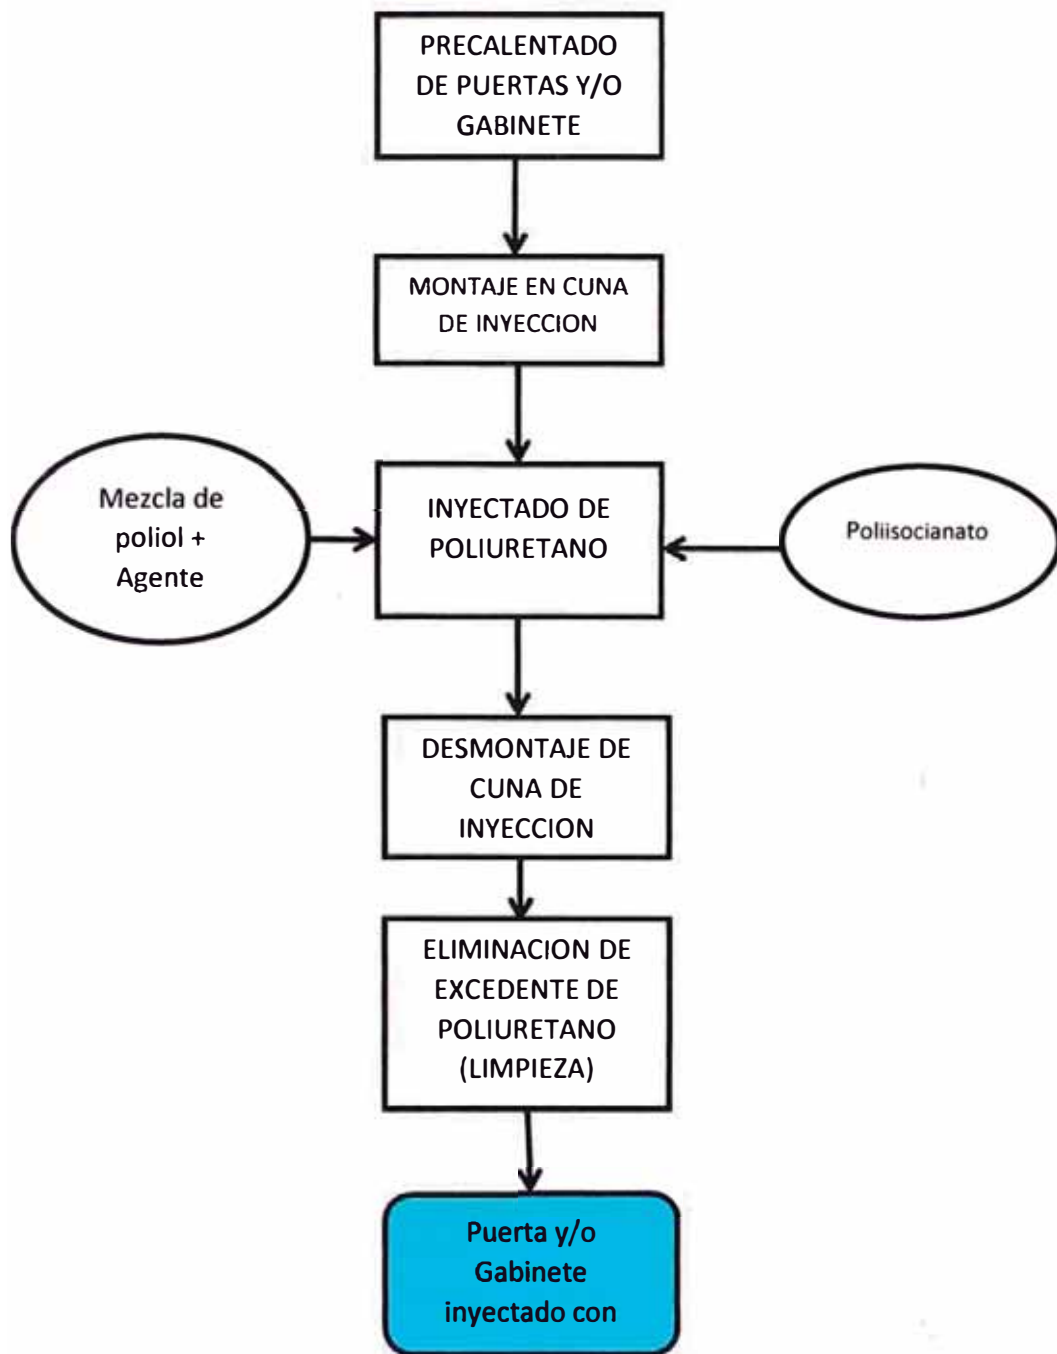 PRECALENTADO
DE PUERTAS Y/O
GABINETE
MONTAJE EN CUNA
DE INYECCION
Mezcla de
poliol +
Agente
INYECTADO DE
POLIURETANO
Poliisocianato
DESMONTAJE DE
CUNA DE
INYECCION
ELIMINACION DE
EXCEDENTE DE
POLIURETANO
(LIMPIEZA)
Puerta y/o
Gabinete
inyectado con